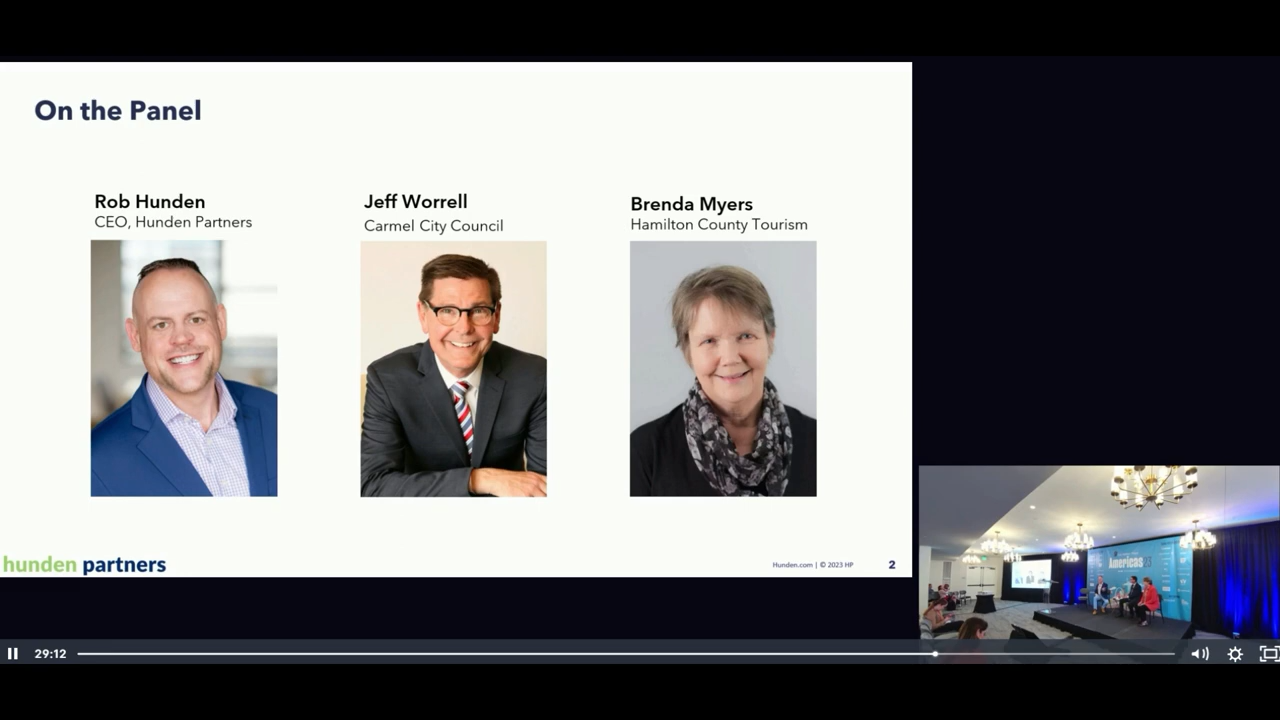 On the Panel
Rob Hunden
CEO, Hunden Partners
Jeff Worrell
Carmel City Council
Brenda Myers
Hamilton County Tourism
hunden partners
Hunden.com | © 2023 HP
2
Americas
29:12